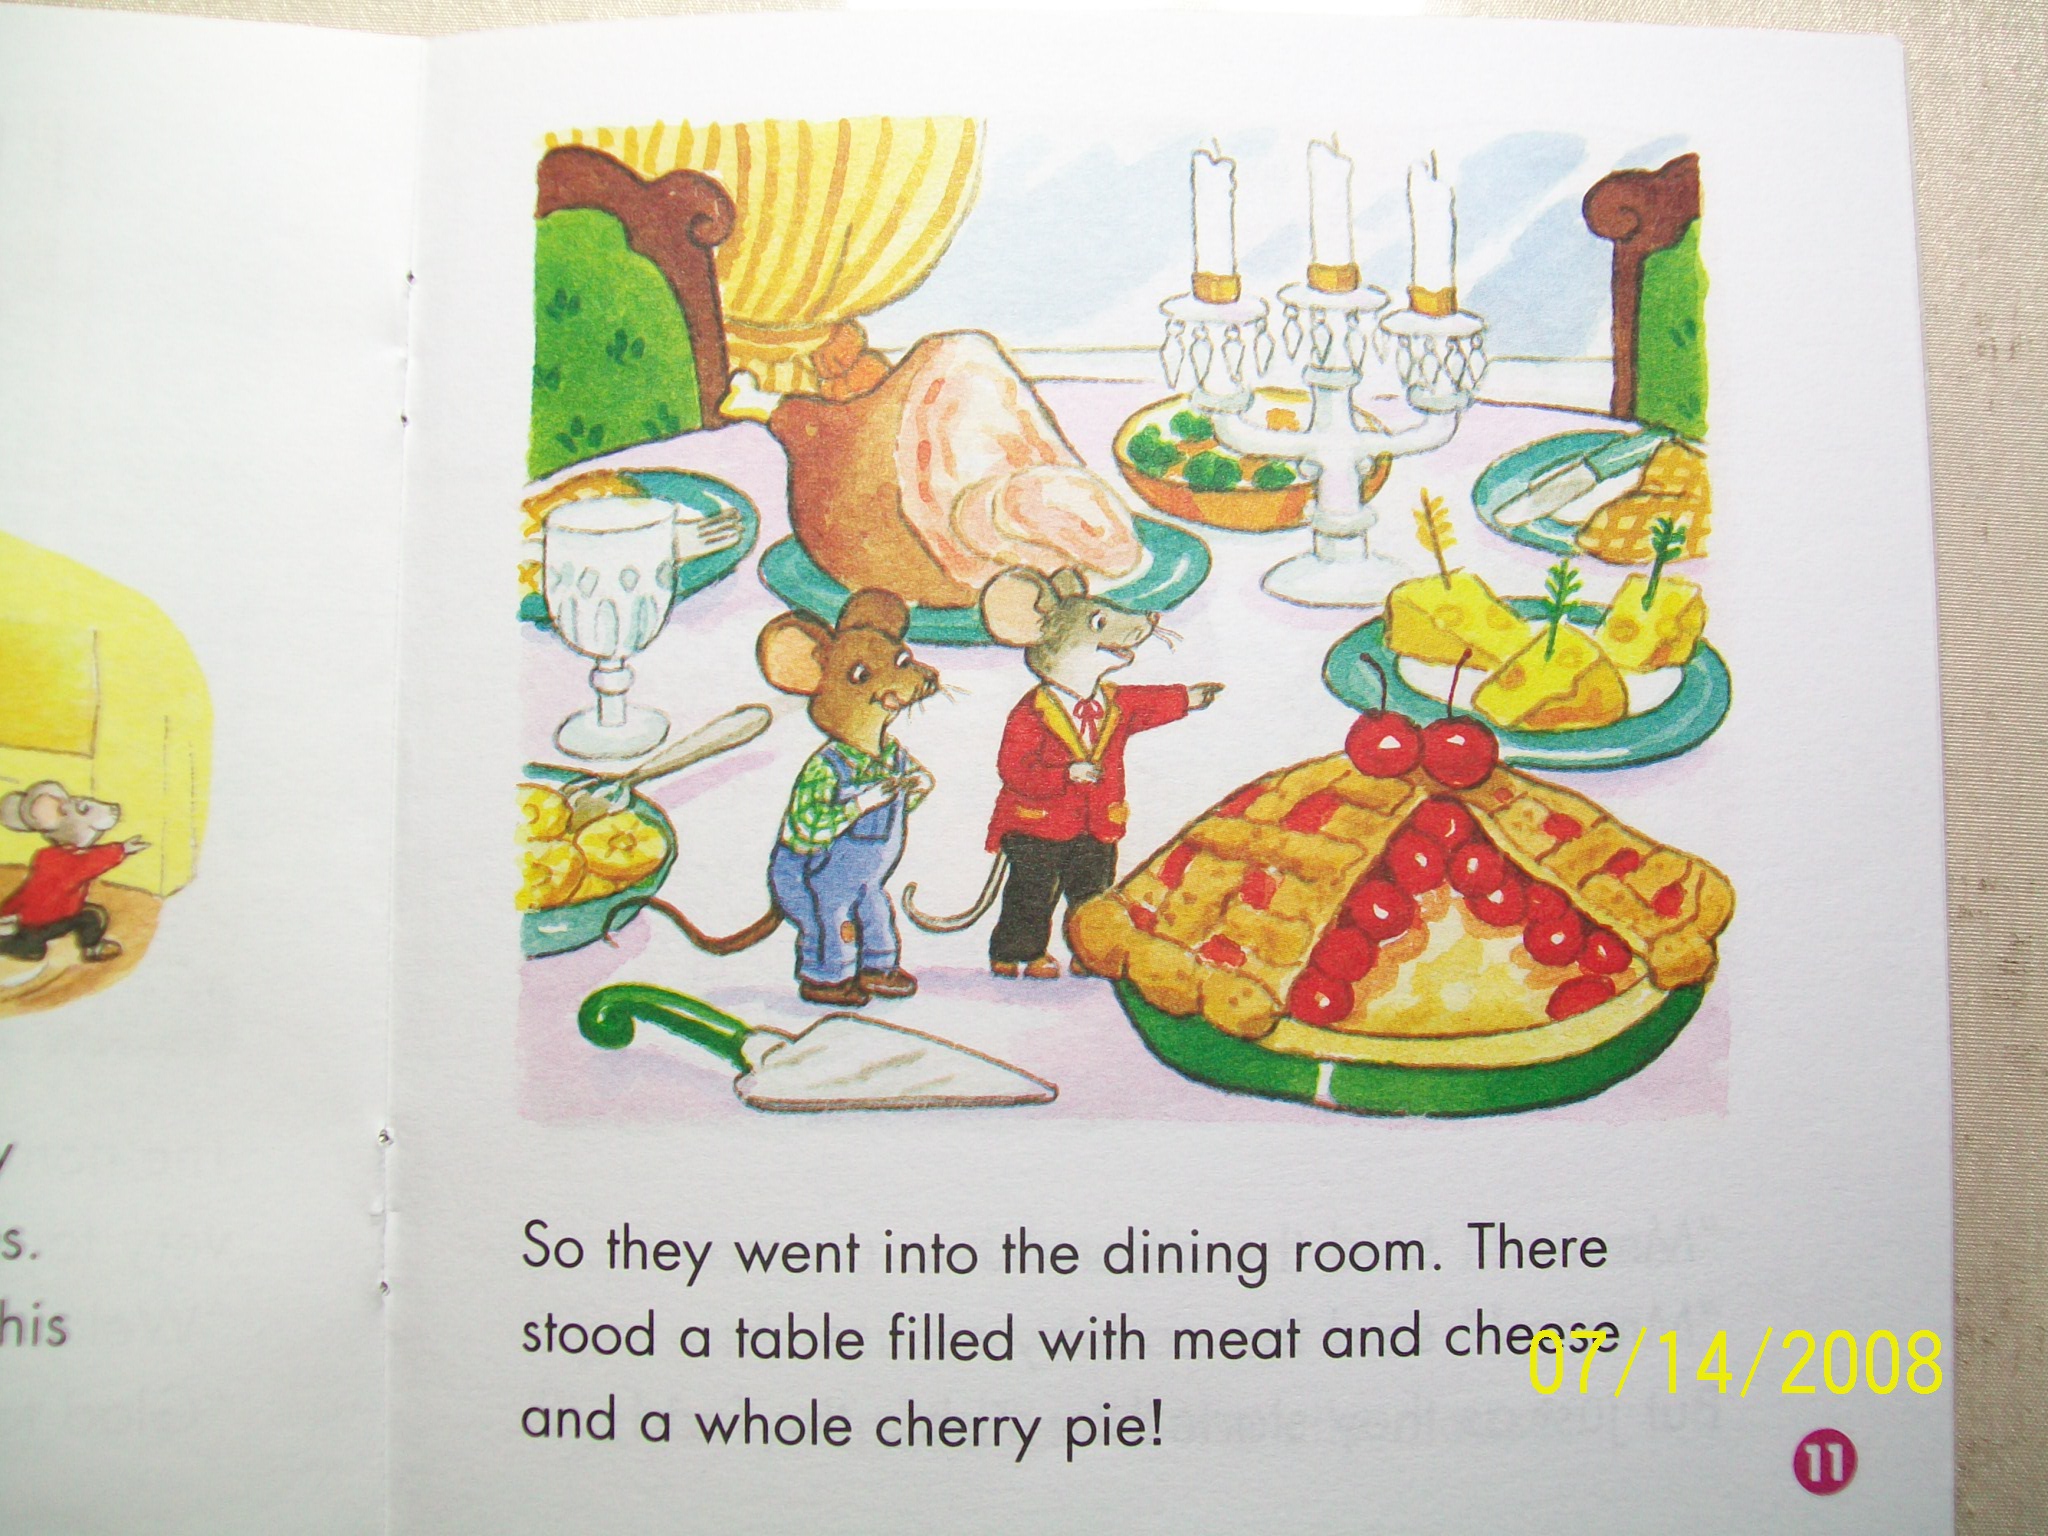 y
s.
his
So they went into the dining room. There
stood a table filled with meat and cheese
and a whole cherry pie!
07/14/2008
11